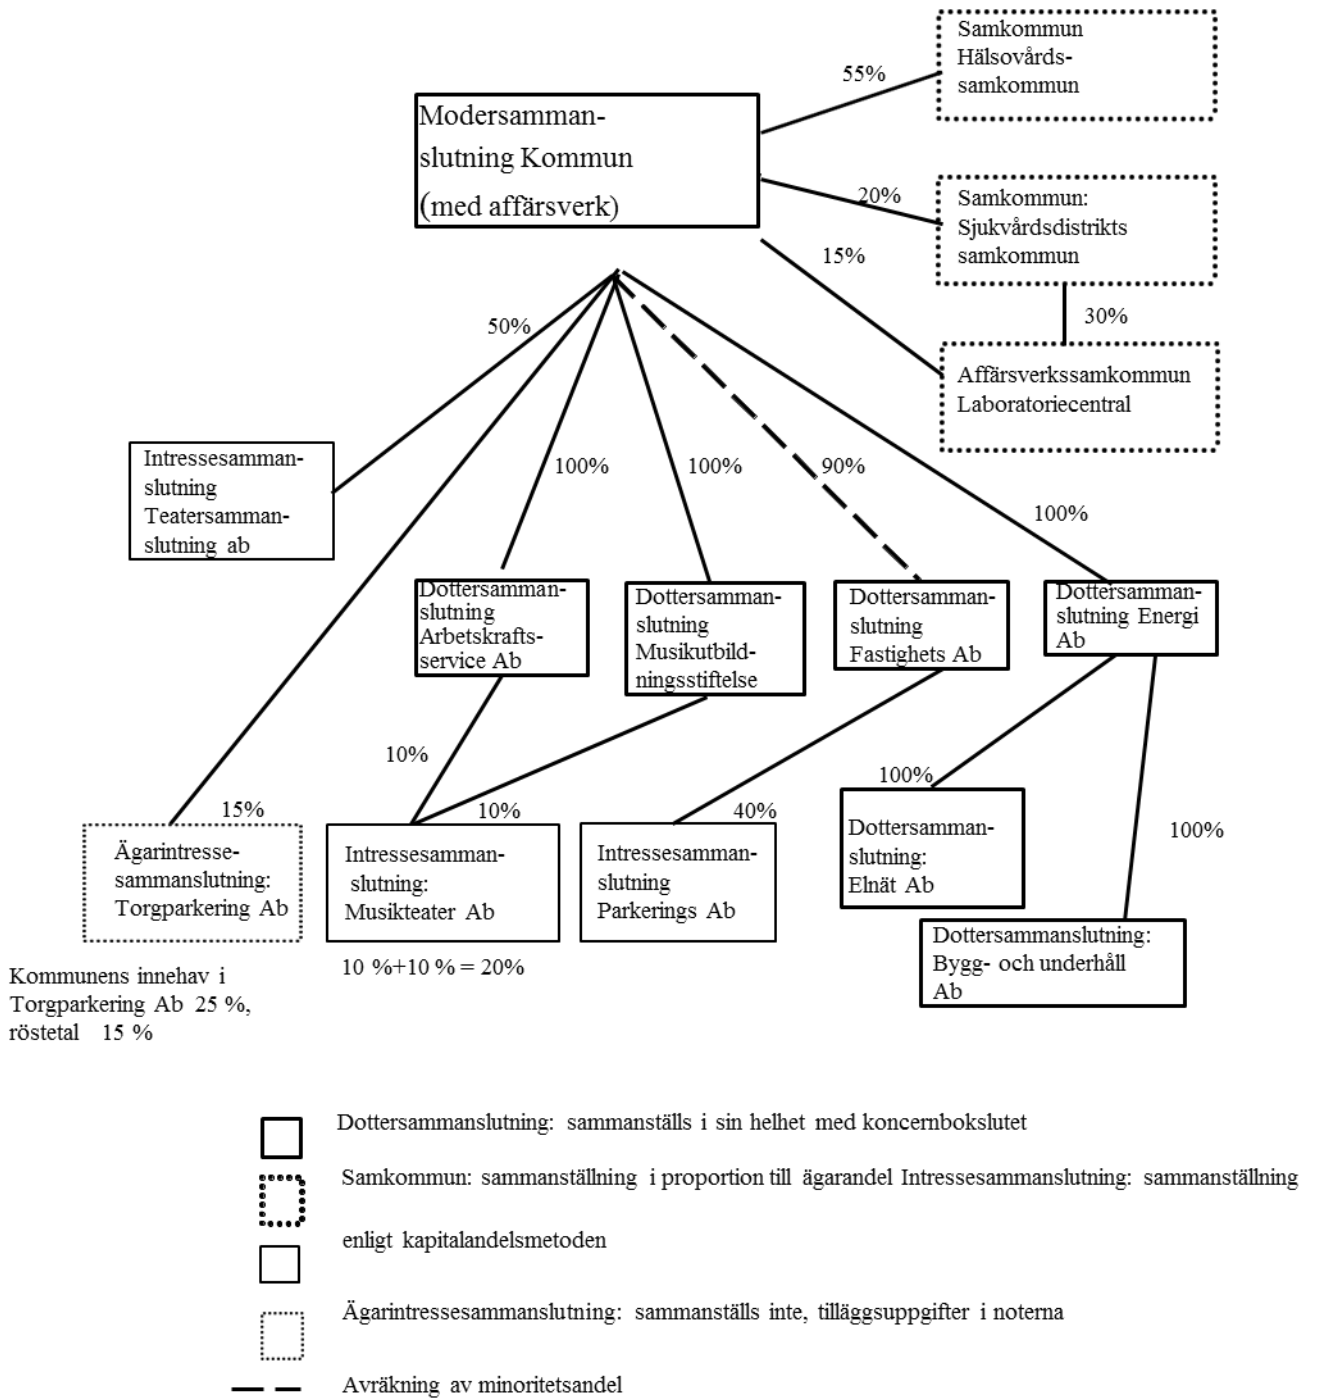 Samkommun
Hälsovårds-
samkommun
55%
Modersamman-
slutning Kommun
(med affärsverk)
20%
Samkommun:
Sjukvårdsdistrikts
samkommun
15%
30%
50%
Affärsverkssamkommun
Laboratoriecentral
Intressesamman-
slutning
Teatersamman-
slutning ab
100%
100%
90%
100%
Dottersamman-
slutning
Arbetskrafts-
service Ab
Dottersamman-
slutning
Musikutbild-
ningsstiftelse
Dottersamman-
slutning
Fastighets Ab
Dottersamman-
slutning Energi
Ab
10%
100%
15%
10%
40%
100%
Ägarintresse-
sammanslutning:
Torgparkering Ab
Intressesamman-
slutning:
Musikteater Ab
Intressesamman-
slutning
Parkerings Ab
Dottersamman-
slutning:
Elnät Ab
Dottersammanslutning:
Bygg- och underhåll
Ab
10 %+10 % = 20%
Kommunens innehav i
Torgparkering Ab 25 %,
röstetal 15 %
Dottersammanslutning: sammanställs i sin helhet med koncernbokslutet
Samkommun: sammanställning i proportion till ägarandel Intressesammanslutning: sammanställning
enligt kapitalandelsmetoden
Ägarintressesammanslutning: sammanställs inte, tilläggsuppgifter i noterna
Avräkning av minoritetsandel